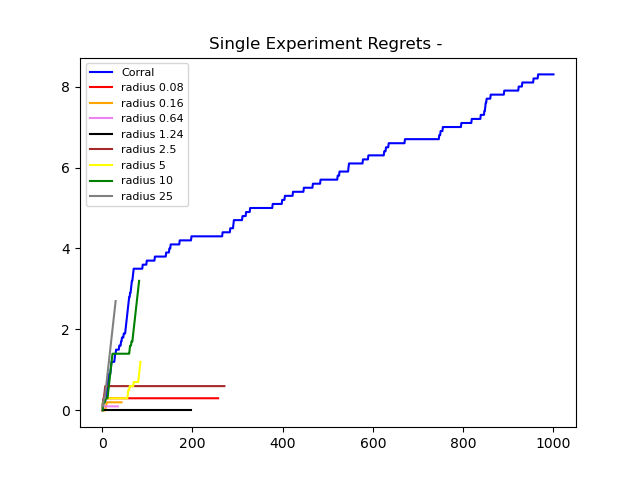 Single Experiment Regrets -
Corral
radius 0.08
radius 0.16
radius 0.64
radius 1.24
radius 2.5
radius 5
radius 10
radius 25
8
6
4
2
0
0 200 400 600 800 1000